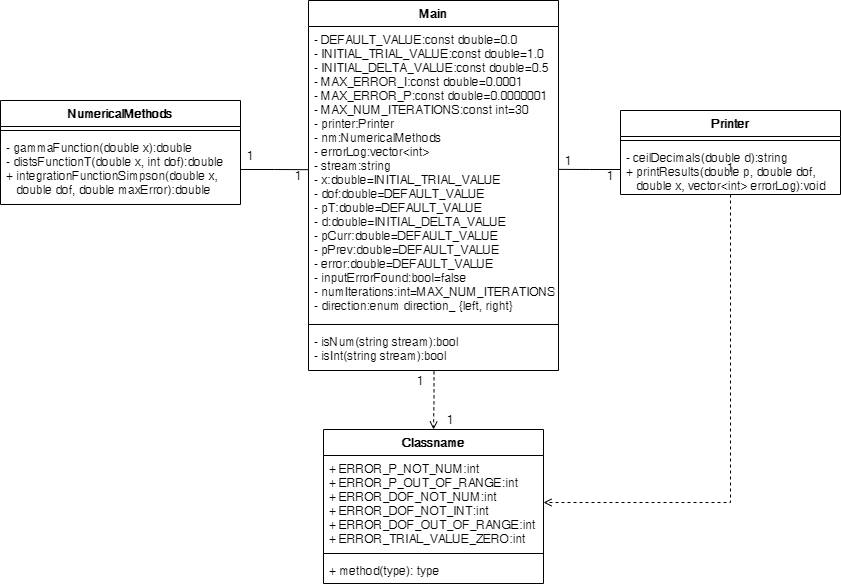 Main
- DEFAULT_VALUE:const double=0.0
- INITIAL_TRIAL_VALUE:const double=1.0
- INITIAL_DELTA_VALUE:const double=0.5
- MAX_ERROR_I:const double=0.0001
- MAX_ERROR_P:const double=0.0000001
- MAX_NUM_ITERATIONS:const int=30
- printer:Printer
- nm:NumericalMethods
- errorLog:vector<int>
- stream:string
- x:double=INITIAL_TRIAL_VALUE
- dof:double=DEFAULT_VALUE
- pT:double=DEFAULT_VALUE
- d:double=INITIAL_DELTA_VALUE
- pCurr:double=DEFAULT_VALUE
- pPrev:double=DEFAULT_VALUE
- error:double=DEFAULT_VALUE
- inputErrorFound:bool=false
- numIterations:int=MAX_NUM_ITERATIONS
- direction:enum direction_ {left, right}
- isNum(string stream):bool
- isInt(string stream):bool
NumericalMethods
- gammaFunction(double x):double
- distsFunctionT(double x, int dof):double
+ integrationFunctionSimpson(double x,
double dof, double maxError):double
1
1
Printer
- ceilDecimals(double d):string
+ printResults(double p, double dof,
double x, vector<int> errorLog):void
1
1
1
1
Classname
+ ERROR_P_NOT_NUM:int
+ ERROR_P_OUT_OF_RANGE:int
+ ERROR_DOF_NOT_NUM:int
+ ERROR_DOF_NOT_INT:int
+ ERROR_DOF_OUT_OF_RANGE:int
+ ERROR_TRIAL_VALUE_ZERO:int
+ method(type): type